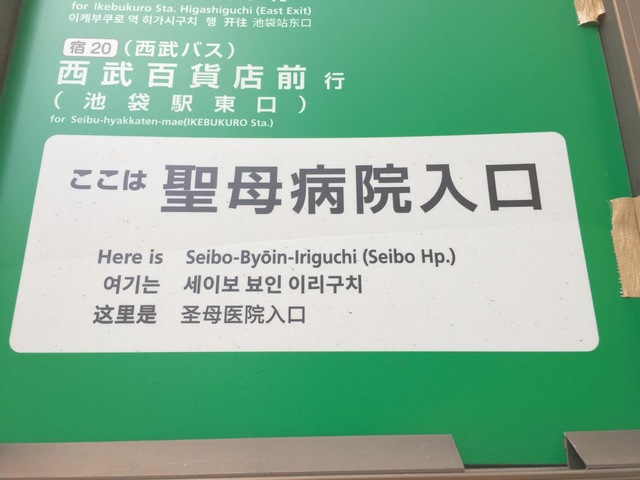 for Ikebukuro Sta. Higashiguchi (East Exit)
이케부쿠로 역 히가시구치 행 开往 池袋站东口
宿20 (西武バス)
西武百貨店前 行
(池袋駅東口)
for Seibu-hyakkaten-mae(IKEBUKURO Sta.)
ここは 聖母病院入口
Here is Seibo-Byōin-Iriguchi (Seibo Hp.)
여기는 세이보 뵤인 이리구치
这里是 圣母医院入口